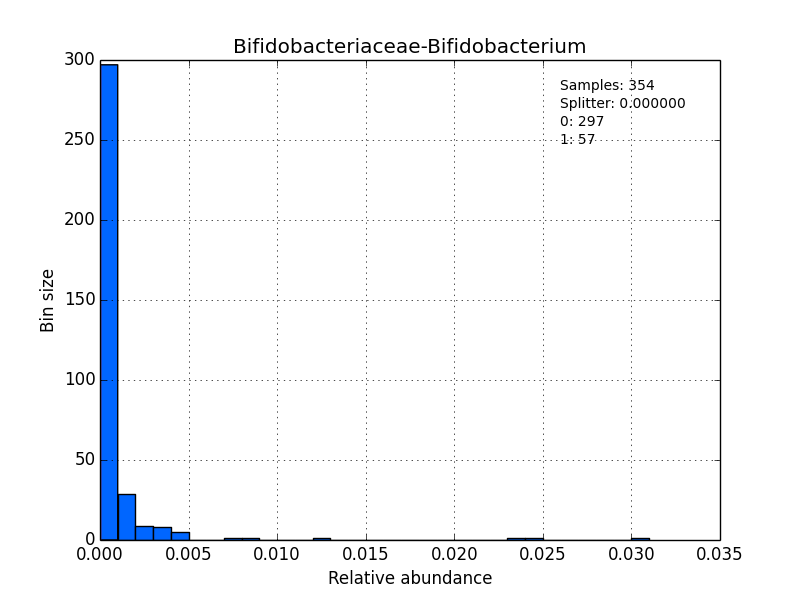 Bifidobacteriaceae-Bifidobacterium
Samples: 354
Splitter: 0.000000
0: 297
1: 57
300
250
200
150
100
50
0
Bin size
0.000 0.005 0.010 0.015 0.020 0.025 0.030 0.035
Relative abundance